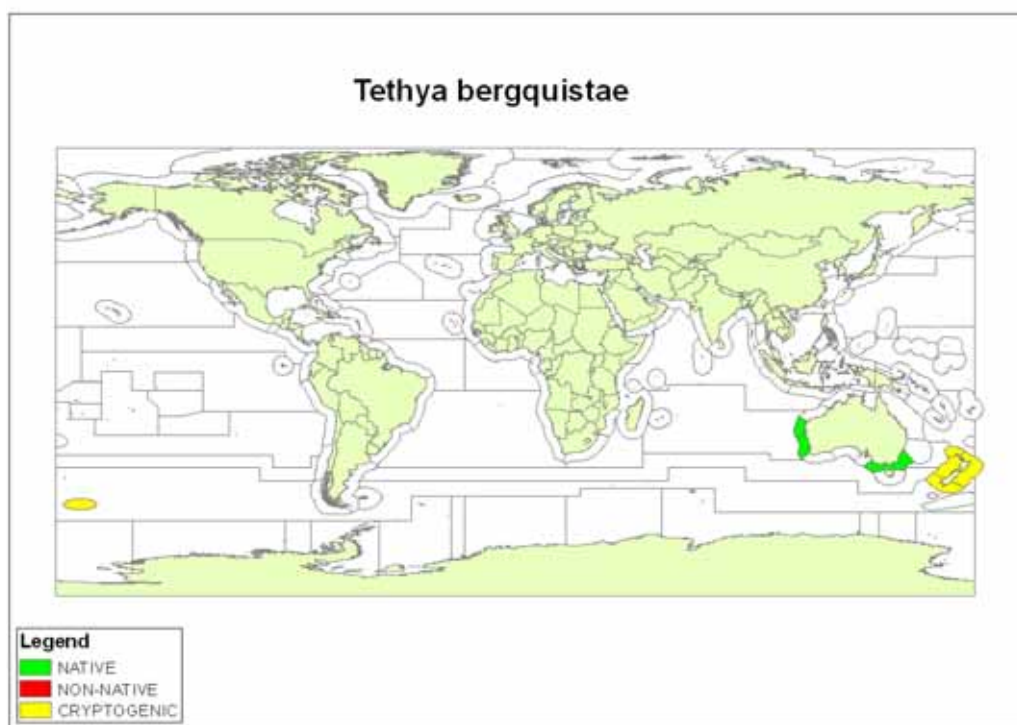 Tethya bergquistae
Legend
NATIVE
NON-NATIVE
CRYPTOGENIC